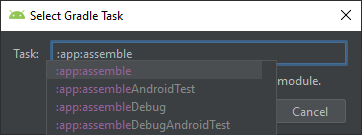 Select Gradle Task
Task: :app:assemble
:app:assemble
:app:assembleAndroidTest
module.
:app:assembleDebug
Cancel
:app:assembleDebugAndroidTest